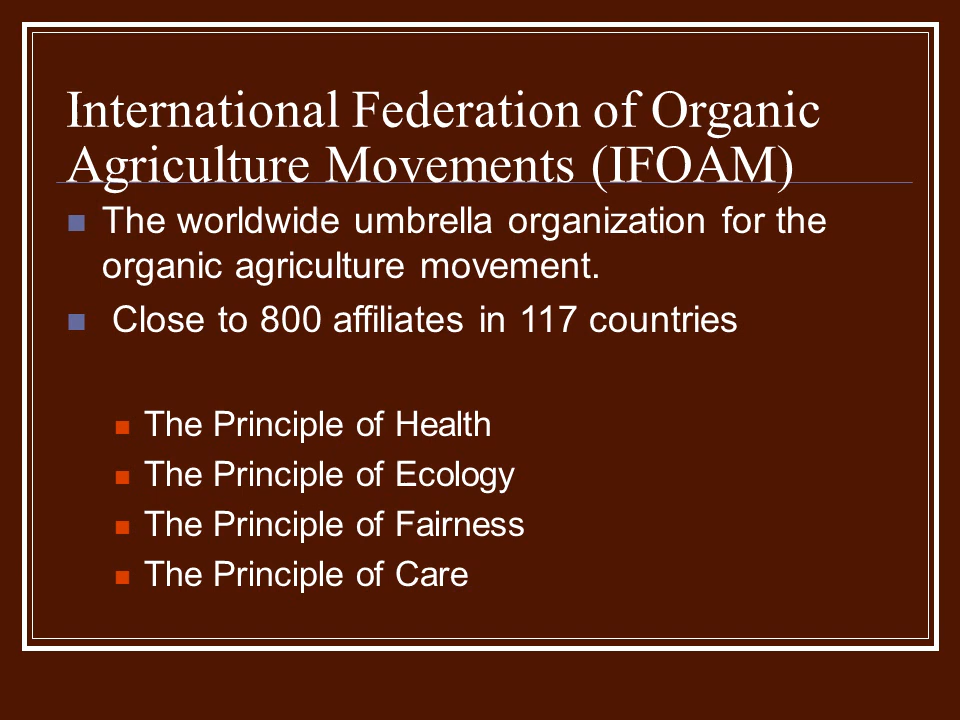 International Federation of Organic
Agriculture Movements (IFOAM)
The worldwide umbrella organization for the
organic agriculture movement.
Close to 800 affiliates in 117 countries
The Principle of Health
The Principle of Ecology
The Principle of Fairness
The Principle of Care